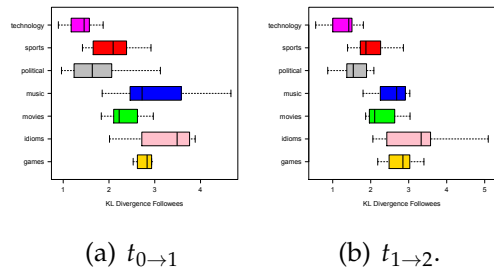 technology
sports
political
music
movies
idioms
games
1 2 3 4
KL Divergence Followees
technology
sports
political
music
movies
idioms
games
1 2 3 4 5
KL Divergence Followees
(a) t0→1
(b) t1→2.